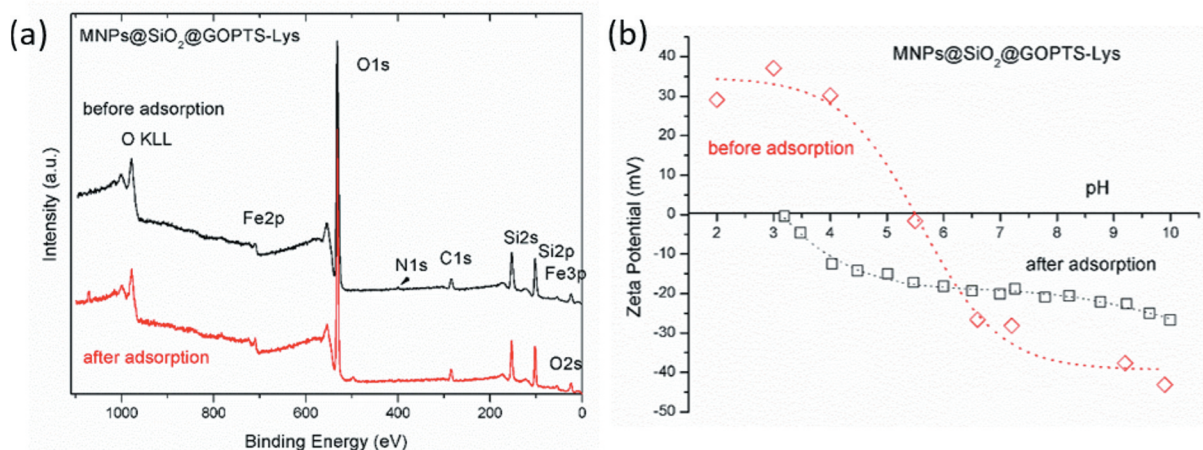 (a)
MNPs@SiO₂@GOPTS-Lys
O1s
before adsorption
O KLL
Fe2p
N1s
C1s
Si2s
Si2p
Fe3p
after adsorption
O2s
Intensity (a.u.)
1000 800 600 400 200 0
Binding Energy (eV)
(b)
MNPs@SiO₂@GOPTS-Lys
before adsorption
pH
after adsorption
Zeta Potential (mV)
40
30
20
10
0
-10
-20
-30
-40
-50
2 3 4 5 6 7 8 9 10